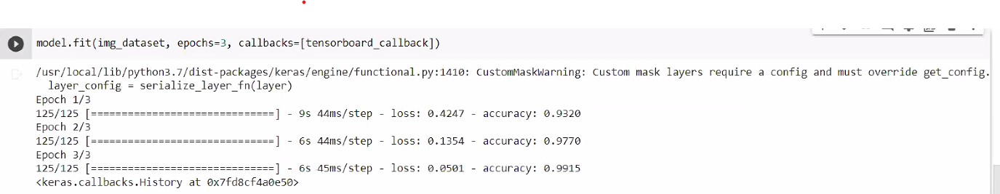 model.fit(img_dataset, epochs=3, callbacks=[tensorboard_callback])
/usr/local/lib/python3.7/dist-packages/keras/engine/functional.py:1410: CustomMaskWarning: Custom mask layers require a config and must override get_config.
  layer_config = serialize_layer_fn(layer)
Epoch 1/3
125/125 [==============================] - 9s 44ms/step - loss: 0.4247 - accuracy: 0.9320
Epoch 2/3
125/125 [==============================] - 6s 44ms/step - loss: 0.1354 - accuracy: 0.9770
Epoch 3/3
125/125 [==============================] - 6s 45ms/step - loss: 0.0501 - accuracy: 0.9915
<keras.callbacks.History at 0x7fd8cf4a0e50>